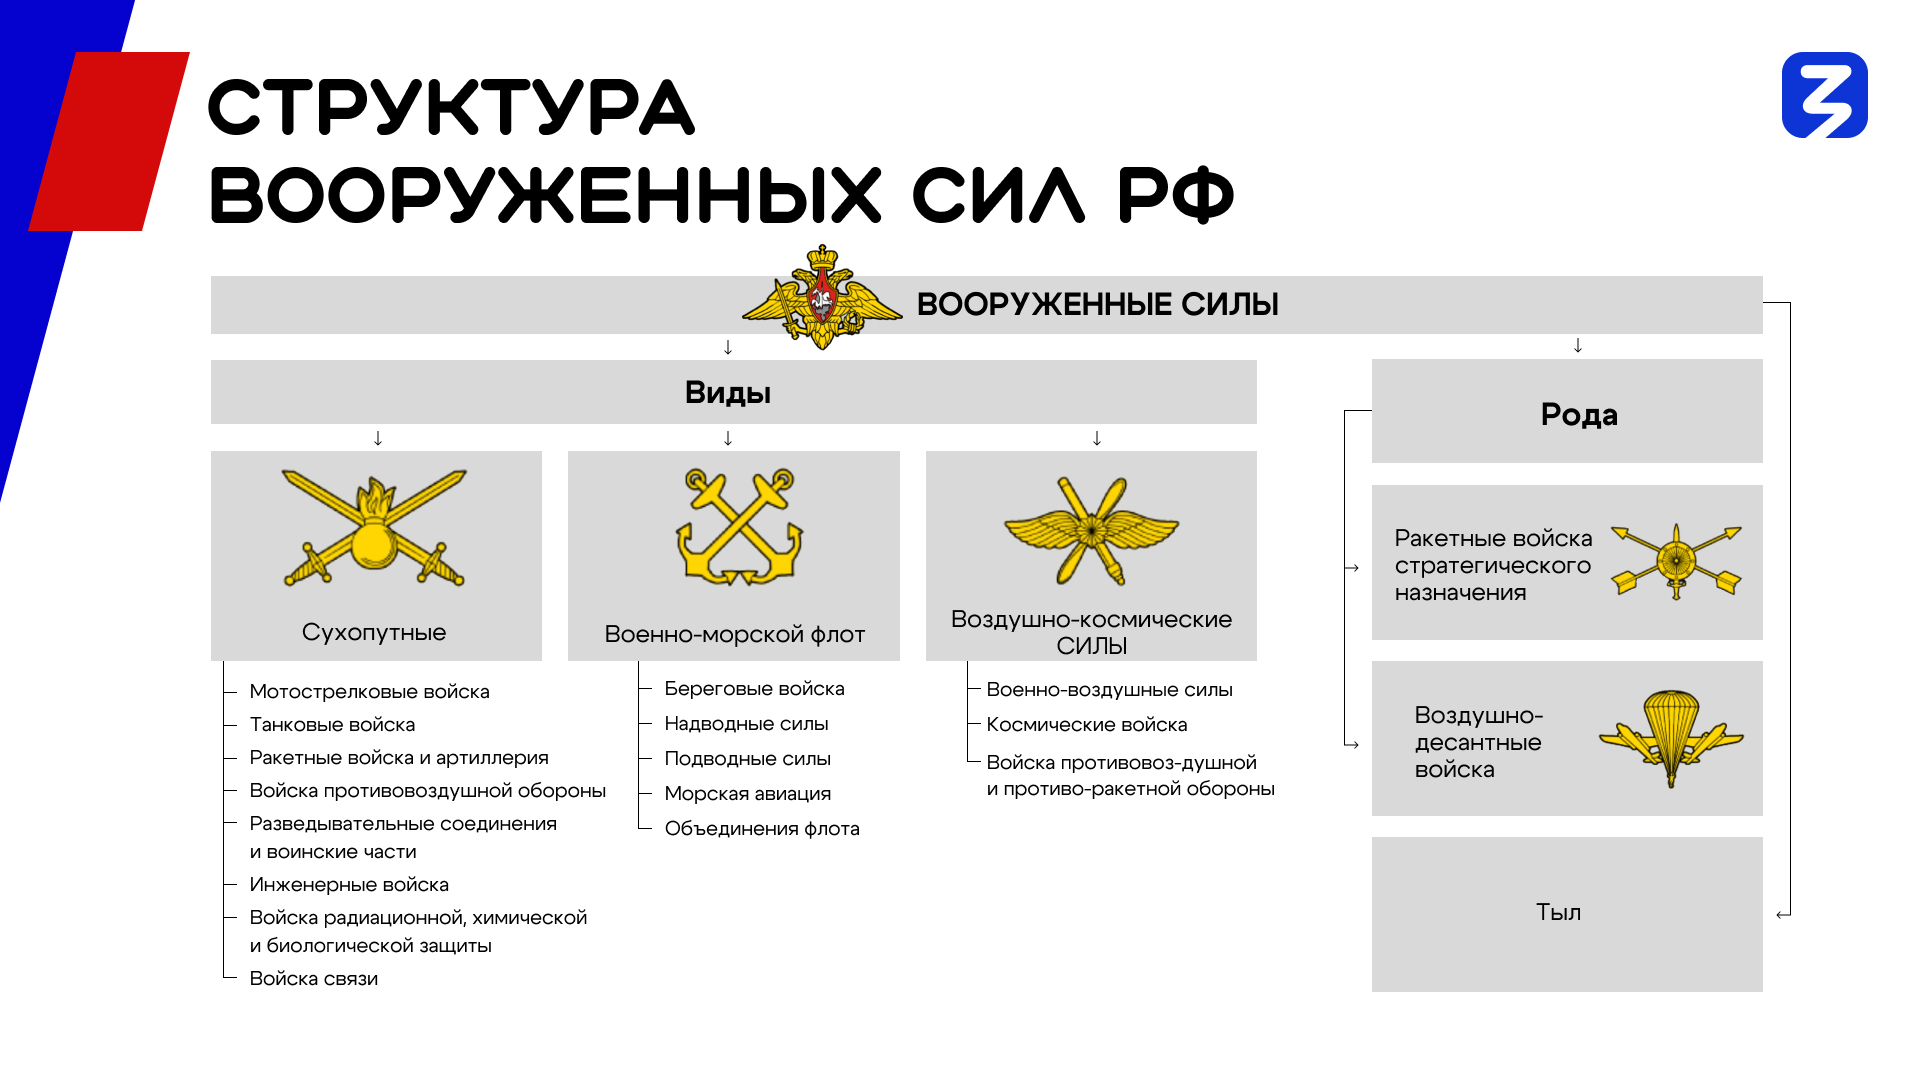 СТРУКТУРА
ВООРУЖЕННЫХ СИЛ РФ
ВООРУЖЕННЫЕ СИЛЫ
Виды
Сухопутные
Мотострелковые войска
Танковые войска
Ракетные войска и артиллерия
Войска противовоздушной обороны
Разведывательные соединения
и воинские части
Инженерные войска
Войска радиационной, химической
и биологической защиты
Войска связи
Военно-морской флот
Береговые войска
Надводные силы
Подводные силы
Морская авиация
Объединения флота
Воздушно-космические
СИЛЫ
Военно-воздушные силы
Космические войска
Войска противовоз-душной
и противо-ракетной обороны
Рода
Ракетные войска
стратегического
назначения
Воздушно-
десантные
войска
Тыл